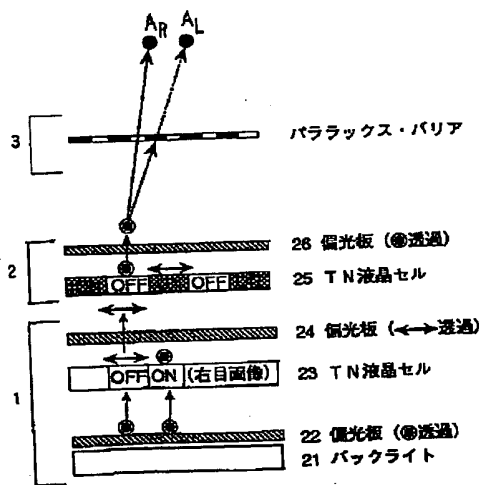 AR AL
3 パララックス・バリア
26 偏光板 (⊛透過)
2 OFF OFF 25 TN液晶セル
24 偏光板 (↔透過)
1 OFF ON (右目画像) 23 TN液晶セル
22 偏光板 (⊛透過)
21 バックライト